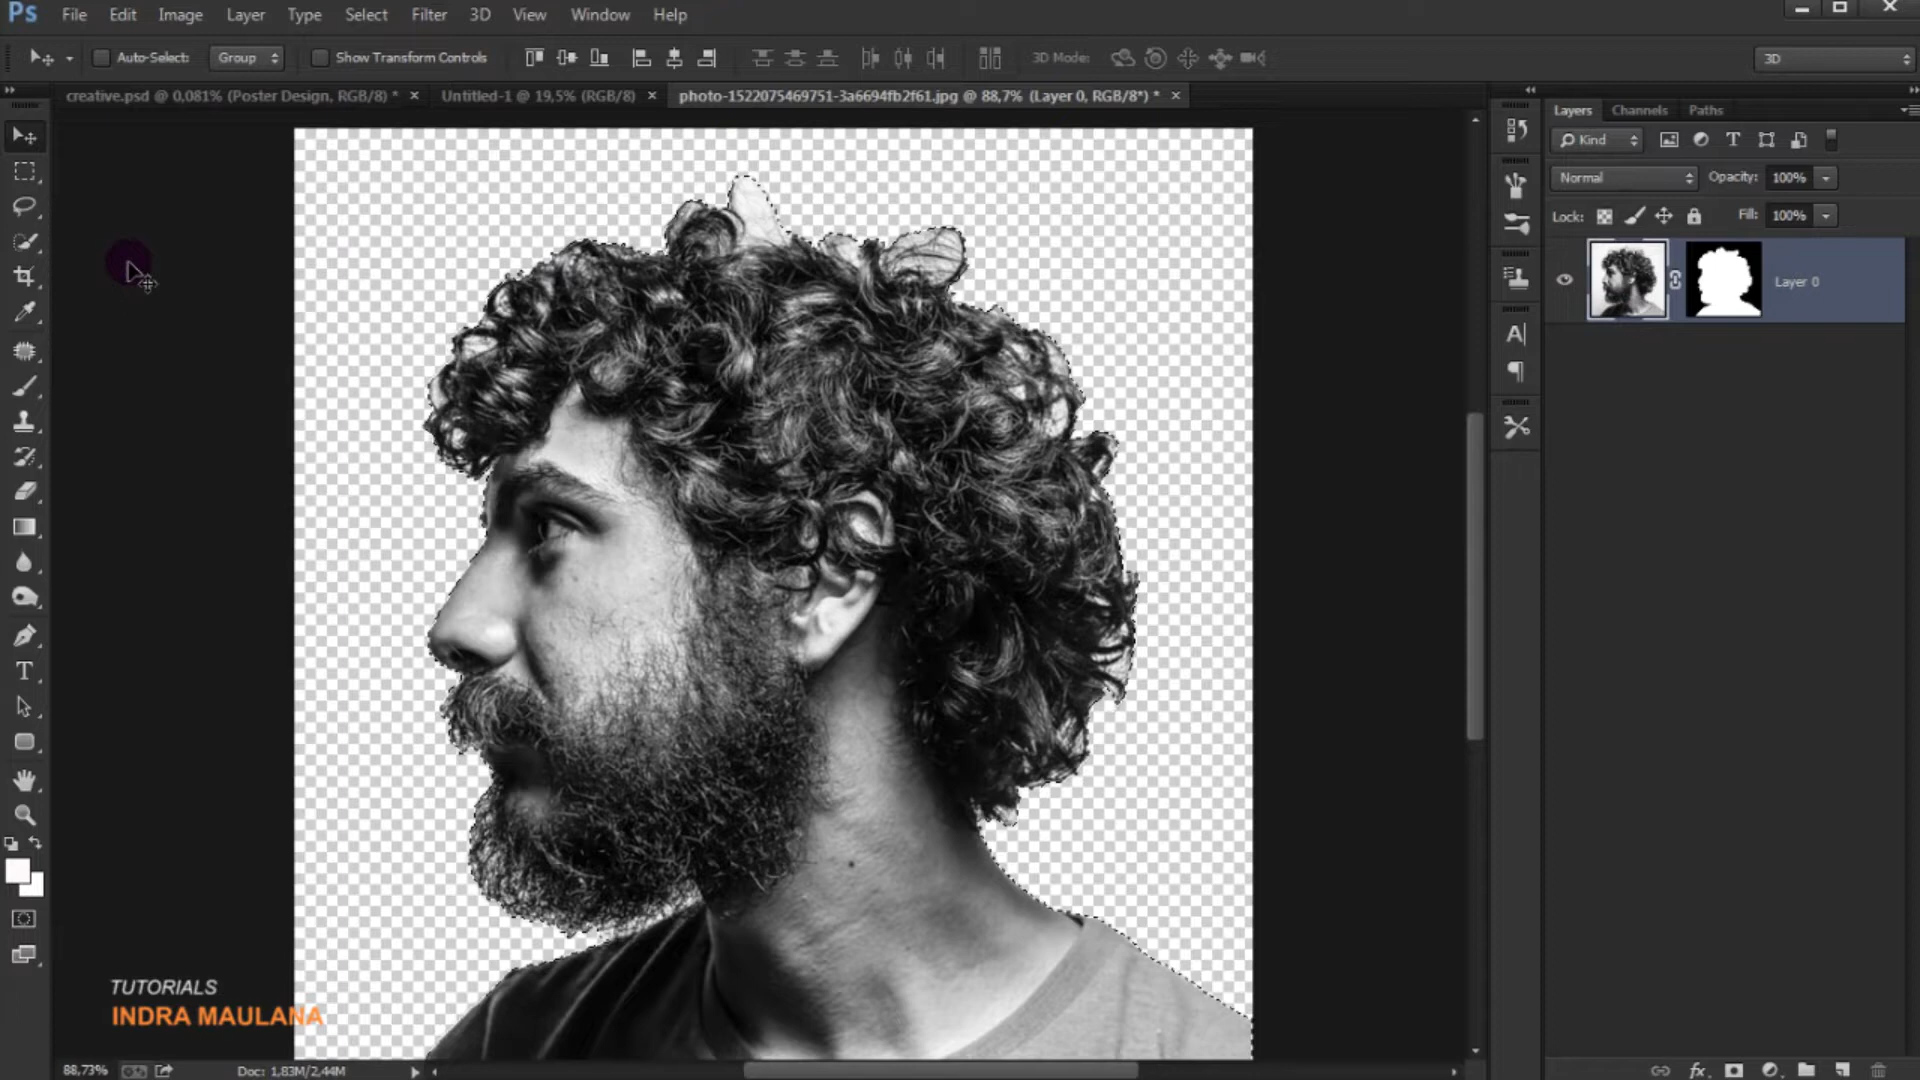 Ps File Edit Image Layer Type Select Filter 3D View Window Help
Auto-Select: Group Show Transform Controls 3D Mode: 3D
creative.psd @ 0,081% (Poster Design, RGB/8) * × Untitled-1 @ 19,5% (RGB/8) × photo-1522075469751-3a6694fb2f61.jpg @ 88,7% (Layer 0, RGB/8*) * ×
Layers Channels Paths
Kind
Normal Opacity: 100%
Lock: Fill: 100%
Layer 0
TUTORIALS
INDRA MAULANA
88,73% Doc: 1,83M/2,44M